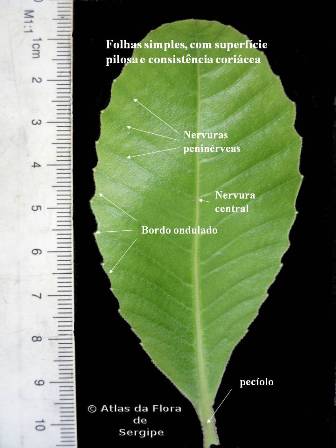 M1:1
1cm
2
3
4
5
6
7
8
9
10
Folhas simples, com superfície
pilosa e consistência coriácea
Nervuras
peninérveas
Nervura
central
Bordo ondulado
pecíolo
© Atlas da Flora
de
Sergipe